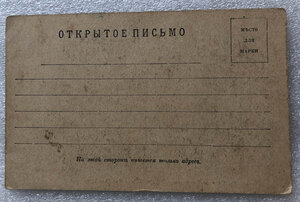 ОТКРЫТОЕ ПИСЬМО
МѢСТО
ДЛЯ
МАРКИ
На этой сторонѣ пишется только адресъ.